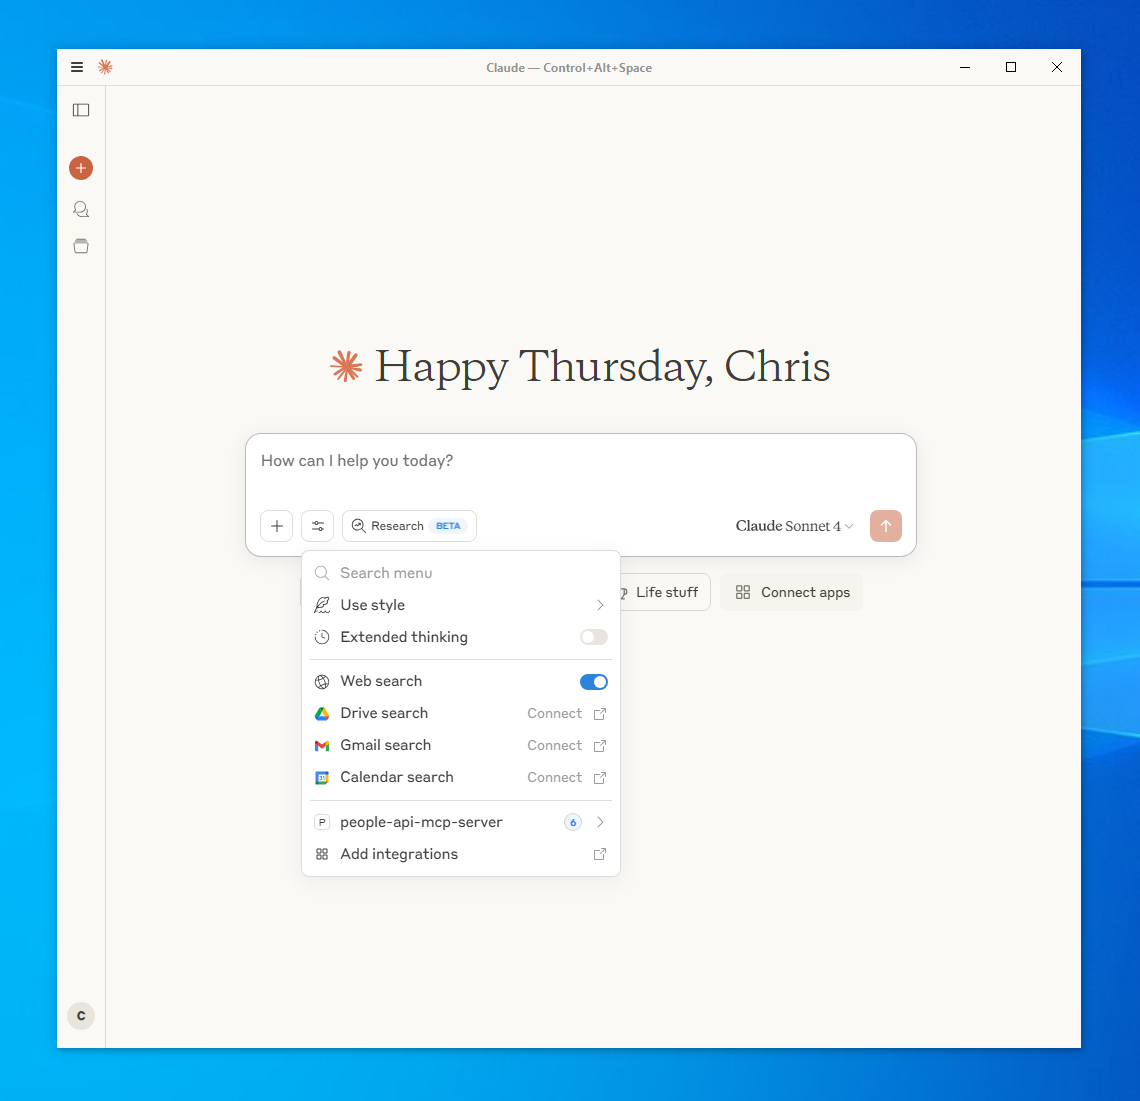 Claude — Control+Alt+Space
Happy Thursday, Chris
How can I help you today?
Research BETA
Claude Sonnet 4
Search menu
Life stuff
Connect apps
Use style
Extended thinking
Web search
Drive search Connect
Gmail search Connect
Calendar search Connect
P people-api-mcp-server 6
Add integrations
C